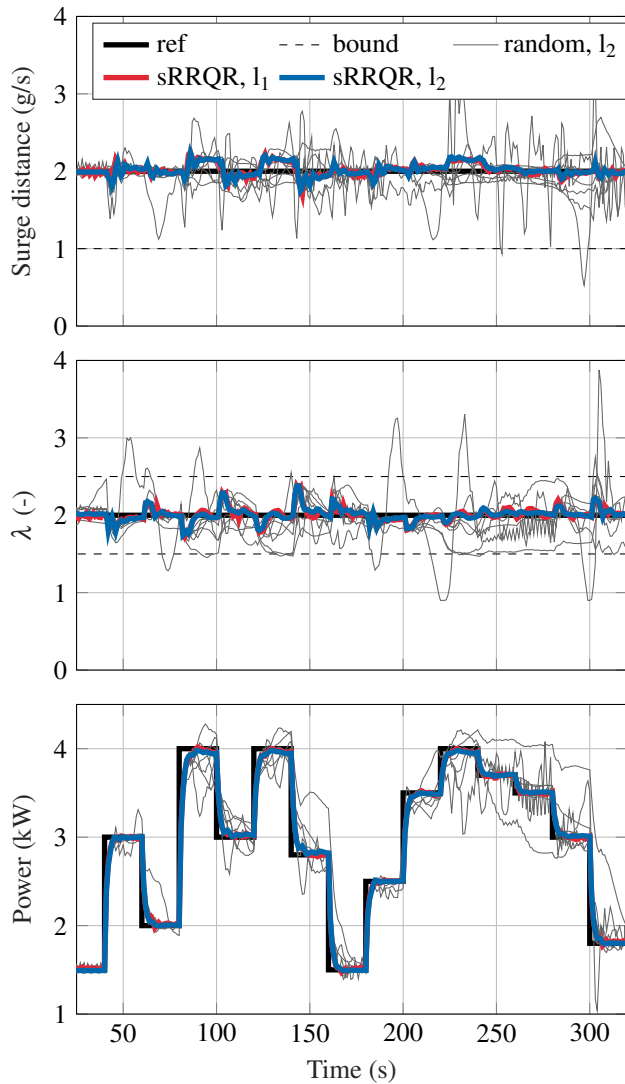 4
ref bound random, l₂
sRRQR, l₁ sRRQR, l₂
3
2
1
0
Surge distance (g/s)
4
3
2
1
0
λ (-)
4
3
2
1
Power (kW)
50 100 150 200 250 300
Time (s)